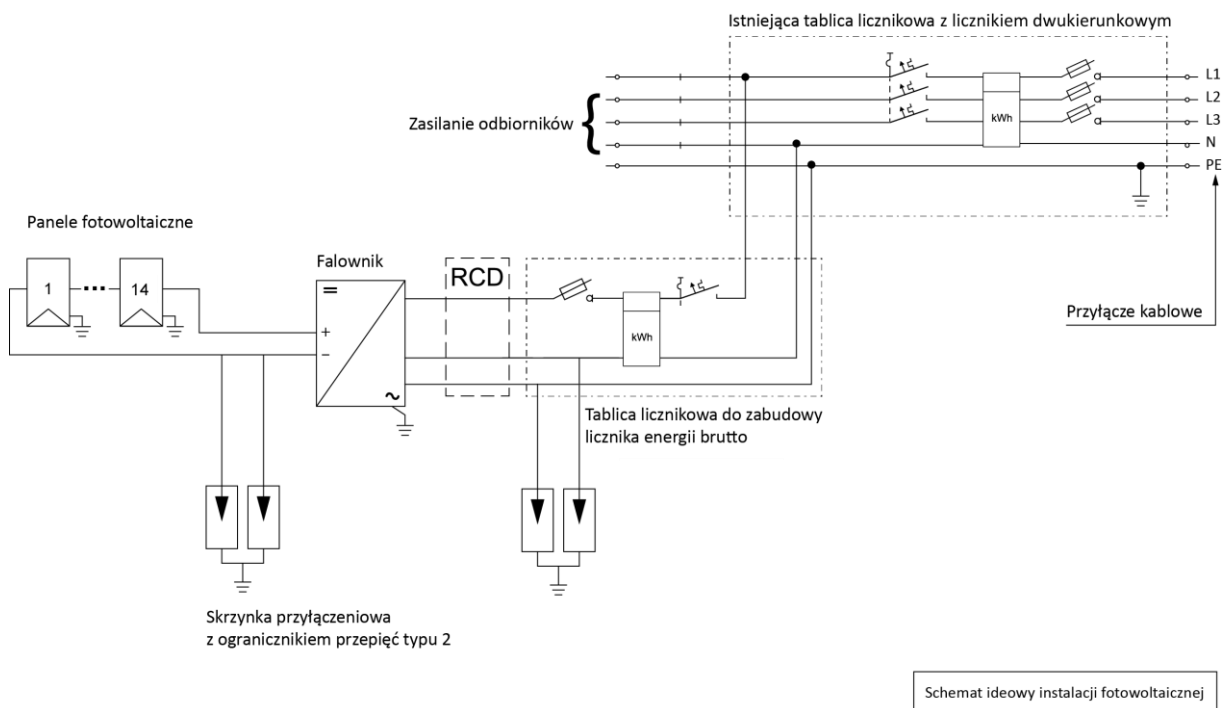 Istniejąca tablica licznikowa z licznikiem dwukierunkowym
L1
L2
L3
N
PE
kWh
Zasilanie odbiorników
Panele fotowoltaiczne
1
14
Falownik
+
−
RCD
kWh
Przyłącze kablowe
Tablica licznikowa do zabudowy
licznika energii brutto
Skrzynka przyłączeniowa
z ogranicznikiem przepięć typu 2
Schemat ideowy instalacji fotowoltaicznej